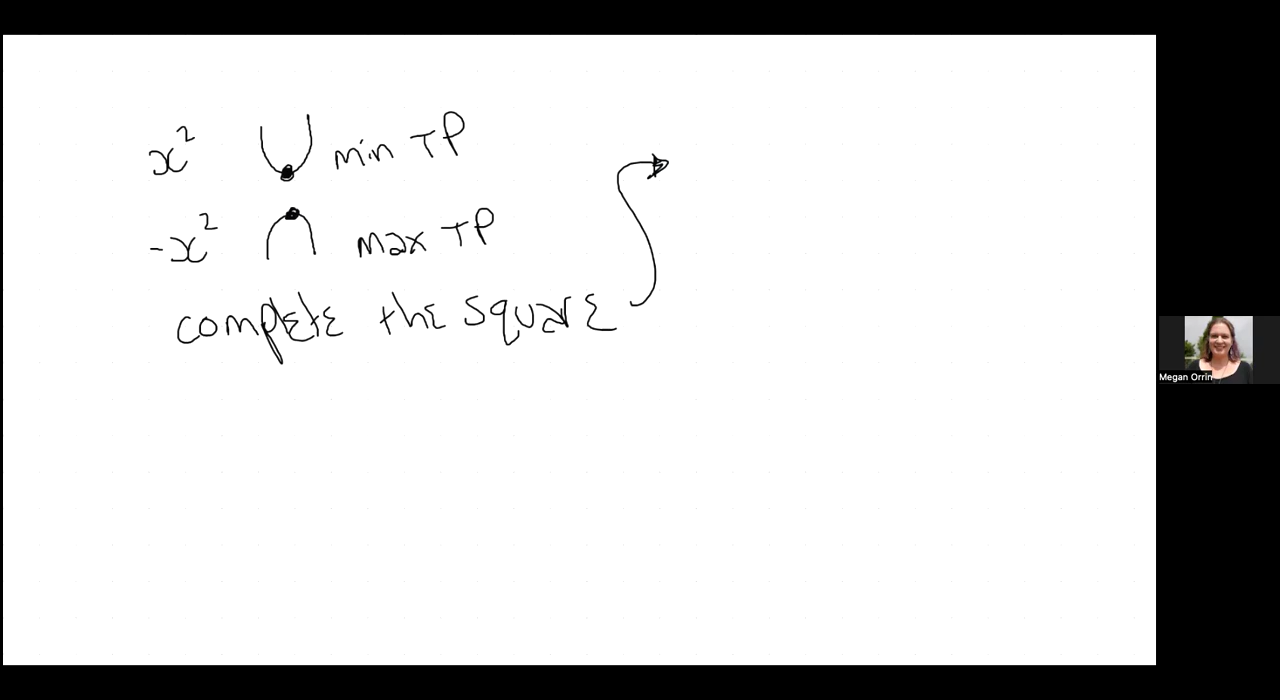 x² min TP
-x² max TP
complete the square
Megan Orrin